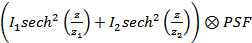 (I₁sech²(z/z₁) + I₂sech²(z/z₂)) ⊗ PSF